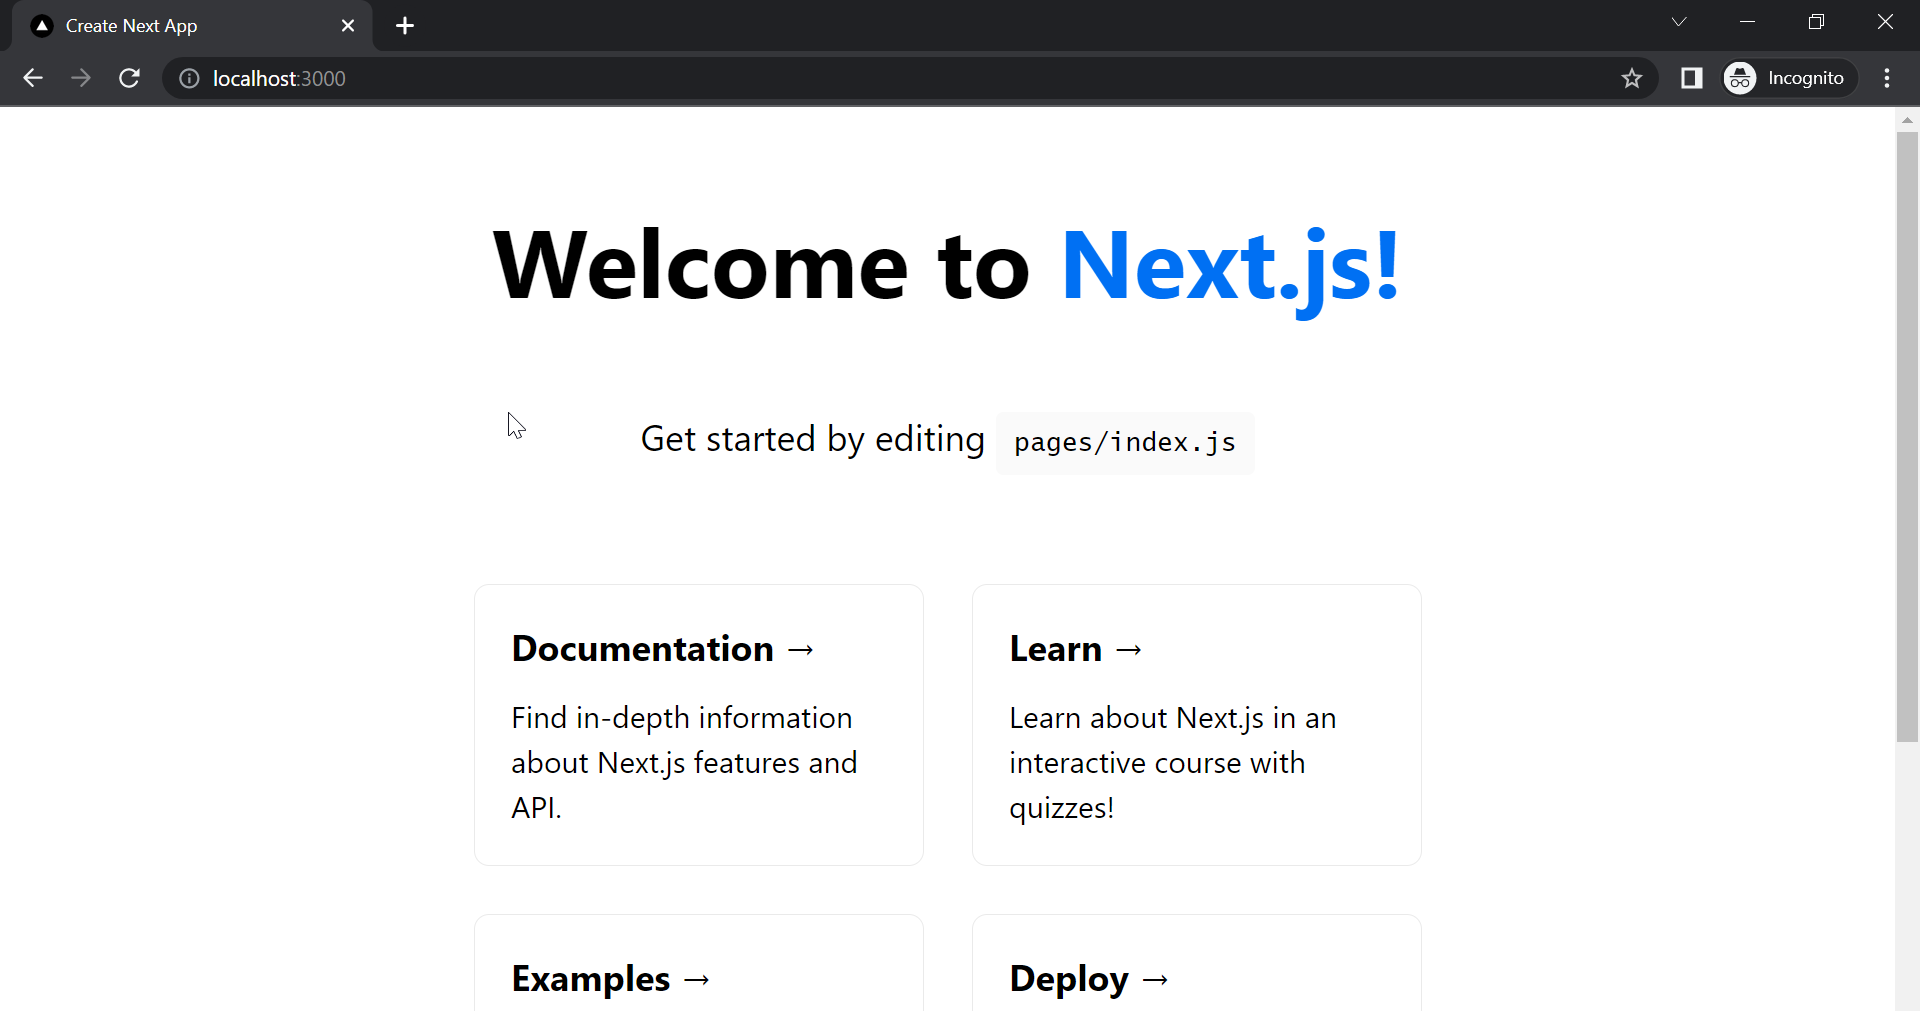 Create Next App
localhost:3000
Incognito
Welcome to Next.js!
Get started by editing pages/index.js
Documentation →
Find in-depth information
about Next.js features and
API.
Learn →
Learn about Next.js in an
interactive course with
quizzes!
Examples →
Deploy →